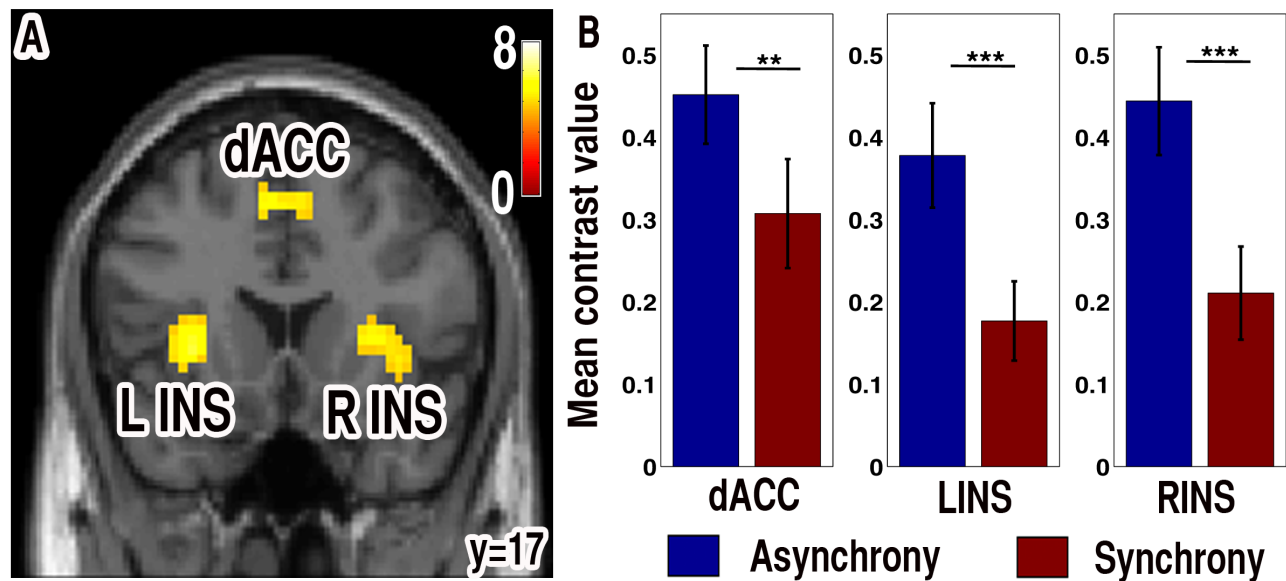 A
8
0
dACC
L INS
R INS
y=17
B
Mean contrast value
0.5
0.4
0.3
0.2
0.1
0
**
dACC
0.5
0.4
0.3
0.2
0.1
0
***
LINS
0.5
0.4
0.3
0.2
0.1
0
***
RINS
Asynchrony
Synchrony